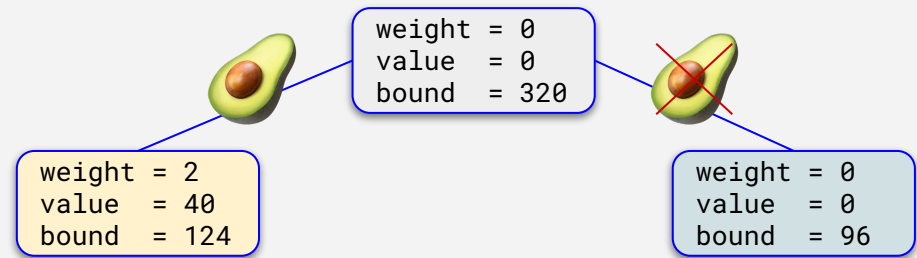 weight = 0
value  = 0
bound  = 320
weight = 2
value  = 40
bound  = 124
weight = 0
value  = 0
bound  = 96